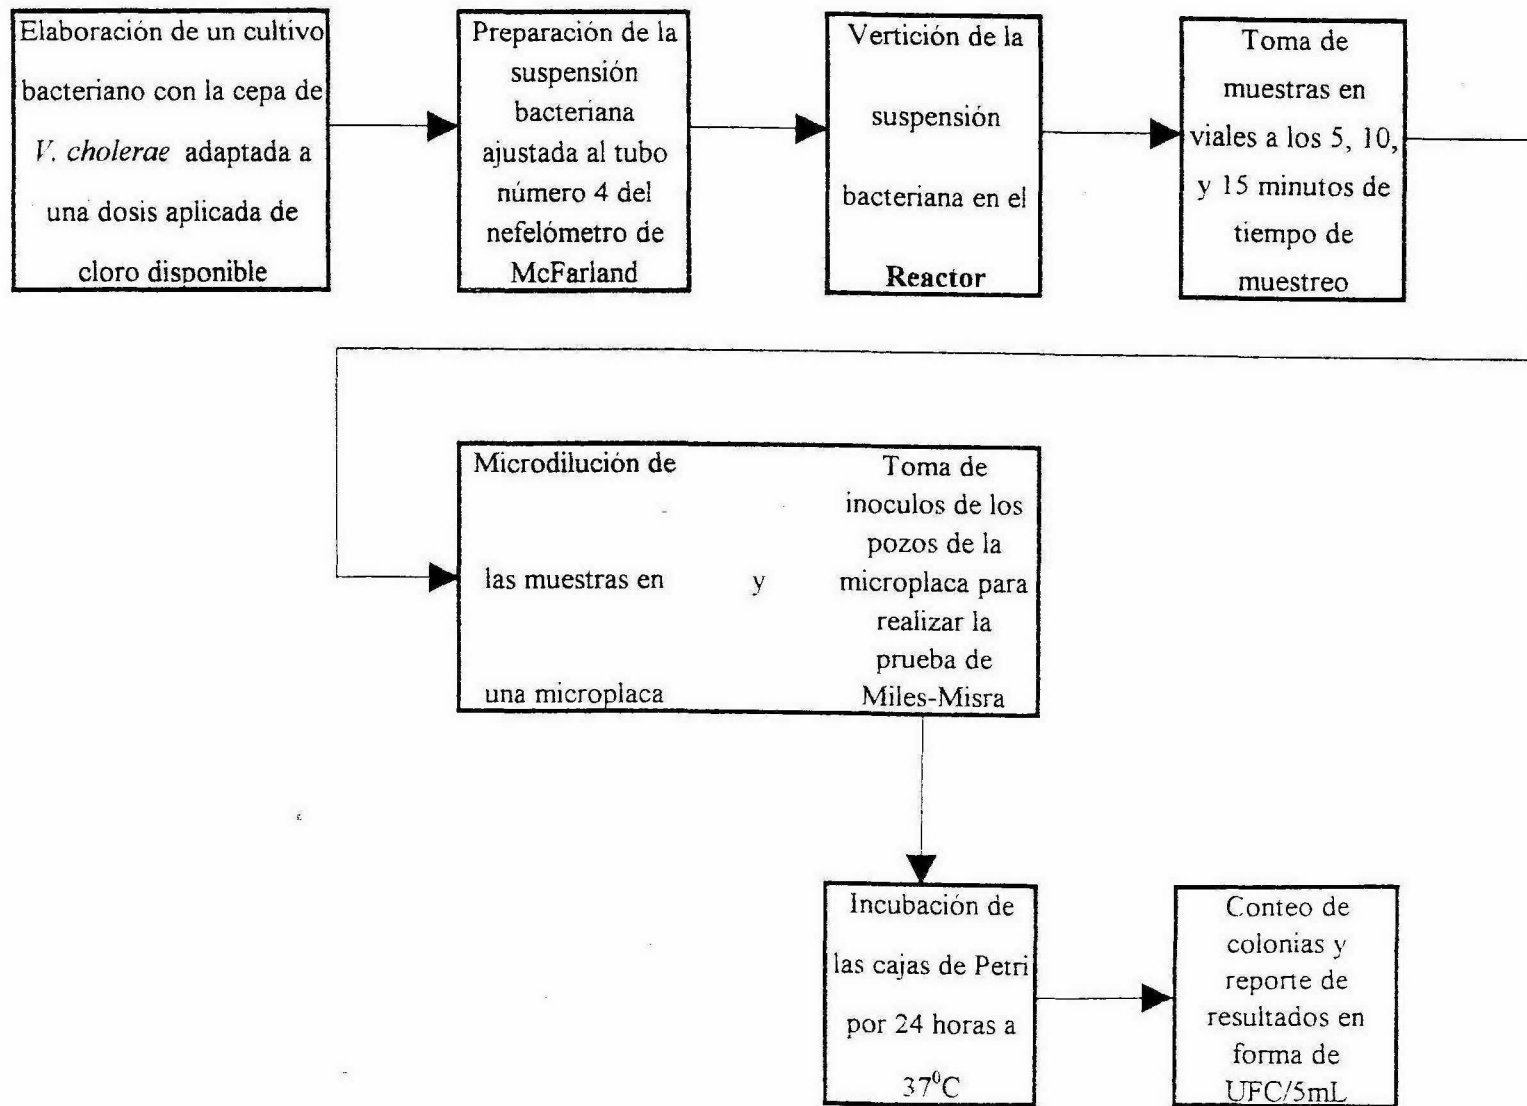 Elaboración de un cultivo
bacteriano con la cepa de
V. cholerae adaptada a
una dosis aplicada de
cloro disponible
Preparación de la
suspensión
bacteriana
ajustada al tubo
número 4 del
nefelómetro de
McFarland
Vertición de la
suspensión
bacteriana en el
Reactor
Toma de
muestras en
viales a los 5, 10,
y 15 minutos de
tiempo de
muestreo
Microdilución de
las muestras en
una microplaca
y
Toma de
inoculos de los
pozos de la
microplaca para
realizar la
prueba de
Miles-Misra
Incubación de
las cajas de Petri
por 24 horas a
37⁰C
Conteo de
colonias y
reporte de
resultados en
forma de
UFC/5mL